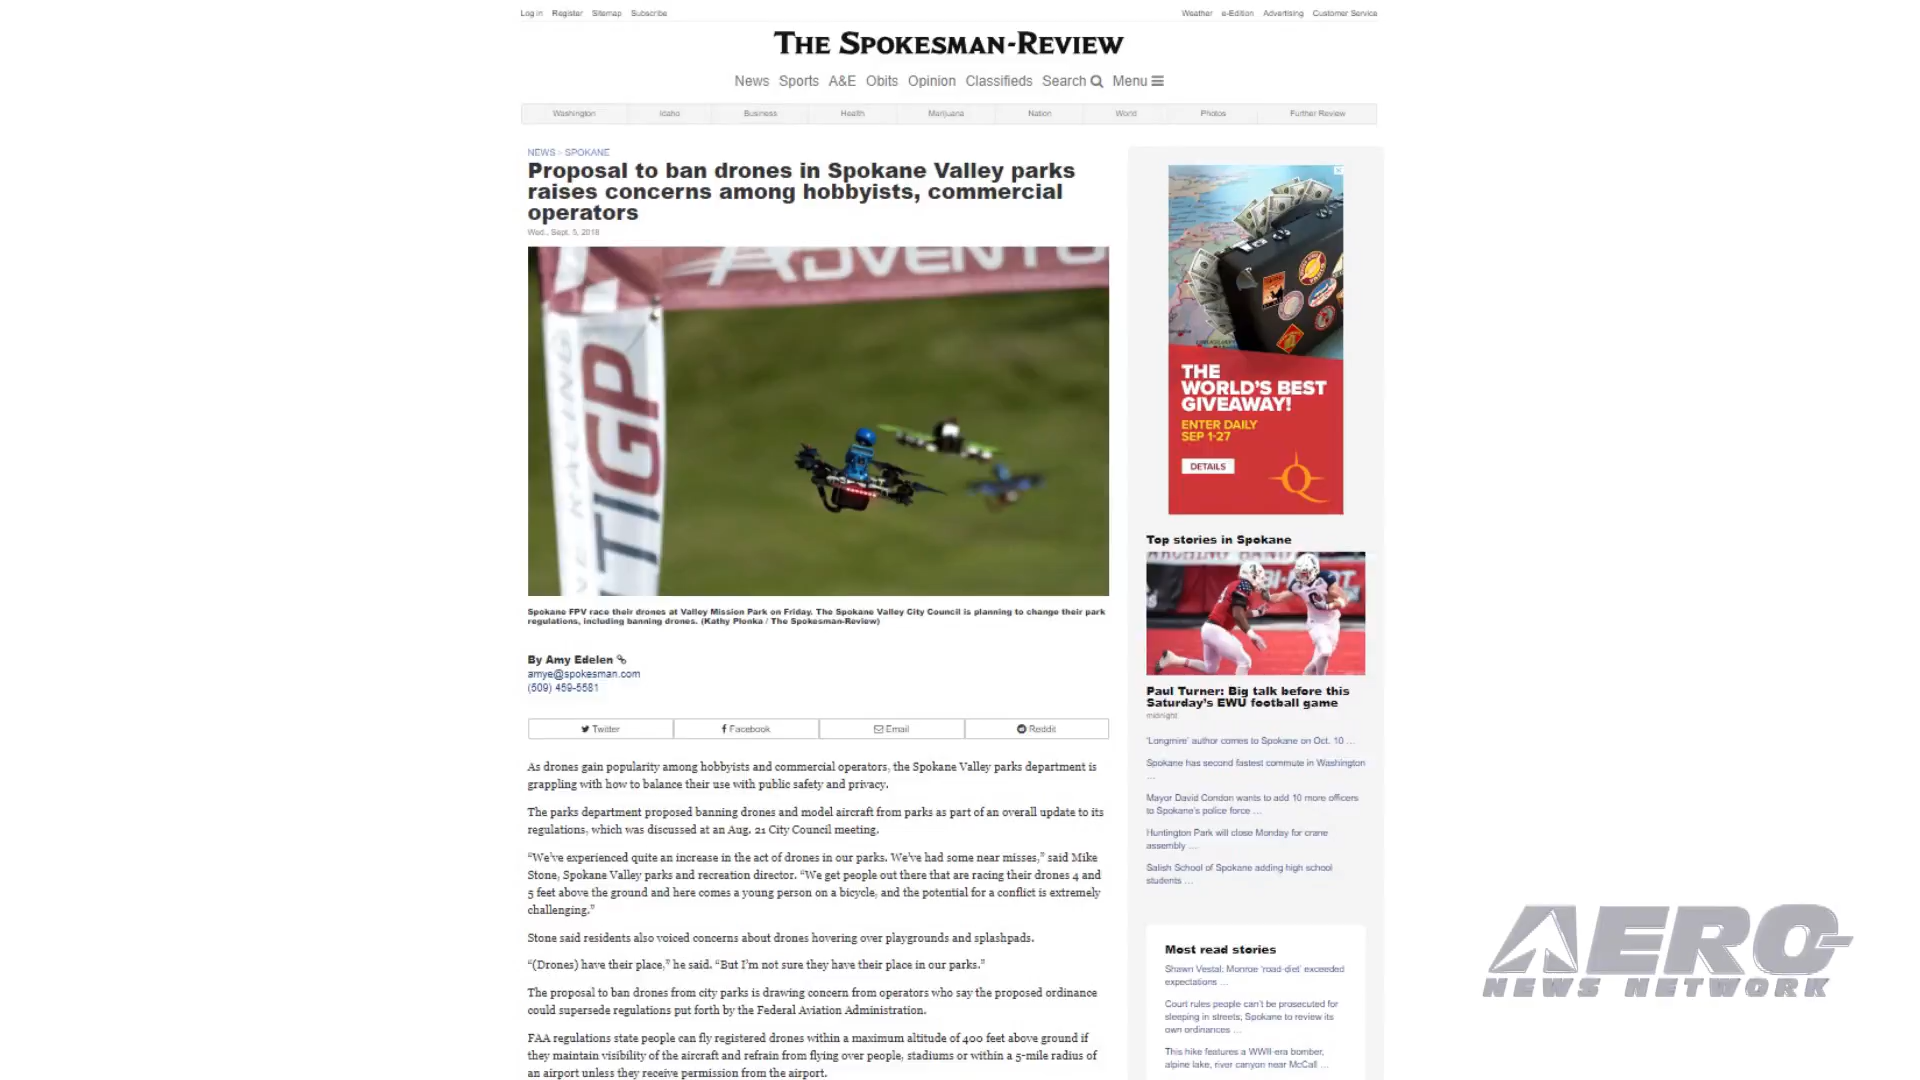 Log in Register Sitemap Subscribe
Weather e-Edition Advertising Customer Service
THE SPOKESMAN-REVIEW
News Sports A&E Obits Opinion Classifieds Search Menu
Washington Idaho Business Health Marijuana Nation World Photos Further Review
NEWS > SPOKANE
Proposal to ban drones in Spokane Valley parks
raises concerns among hobbyists, commercial
operators
Wed., Sept. 5, 2018
ADVENTU
TIGP
Spokane FPV race their drones at Valley Mission Park on Friday. The Spokane Valley City Council is planning to change their park
regulations, including banning drones. (Kathy Plonka / The Spokesman-Review)
By Amy Edelen
amye@spokesman.com
(509) 459-5581
Twitter Facebook Email Reddit
As drones gain popularity among hobbyists and commercial operators, the Spokane Valley parks department is
grappling with how to balance their use with public safety and privacy.
The parks department proposed banning drones and model aircraft from parks as part of an overall update to its
regulations, which was discussed at an Aug. 21 City Council meeting.
“We’ve experienced quite an increase in the act of drones in our parks. We’ve had some near misses,” said Mike
Stone, Spokane Valley parks and recreation director. “We get people out there that are racing their drones 4 and
5 feet above the ground and here comes a young person on a bicycle, and the potential for a conflict is extremely
challenging.”
Stone said residents also voiced concerns about drones hovering over playgrounds and splashpads.
“(Drones) have their place,” he said. “But I’m not sure they have their place in our parks.”
The proposal to ban drones from city parks is drawing concern from operators who say the proposed ordinance
could supersede regulations put forth by the Federal Aviation Administration.
FAA regulations state people can fly registered drones within a maximum altitude of 400 feet above ground if
they maintain visibility of the aircraft and refrain from flying over people, stadiums or within a 5-mile radius of
an airport unless they receive permission from the airport.
THE
WORLD'S BEST
GIVEAWAY!
ENTER DAILY
SEP 1-27
DETAILS
Q
Top stories in Spokane
Paul Turner: Big talk before this
Saturday’s EWU football game
midnight
‘Longmire’ author comes to Spokane on Oct. 10 ...
Spokane has second fastest commute in Washington
...
Mayor David Condon wants to add 10 more officers
to Spokane’s police force ...
Huntington Park will close Monday for crane
assembly ...
Salish School of Spokane adding high school
students ...
Most read stories
Shawn Vestal: Monroe ‘road-diet’ exceeded
expectations ...
Court rules people can’t be prosecuted for
sleeping in streets; Spokane to review its
own ordinances ...
This hike features a WWII-era bomber,
alpine lake, river canyon near McCall ...
AERO-
NEWS NETWORK